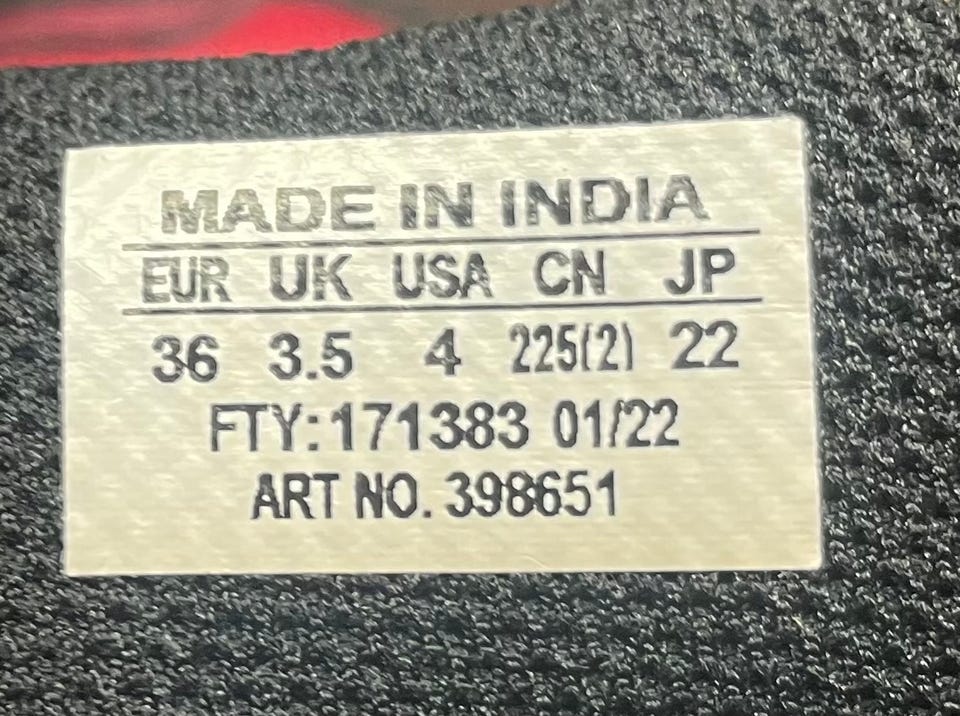 MADE IN INDIA
EUR UK USA CN JP
36 3.5 4 225(2) 22
FTY:171383 01/22
ART NO. 398651